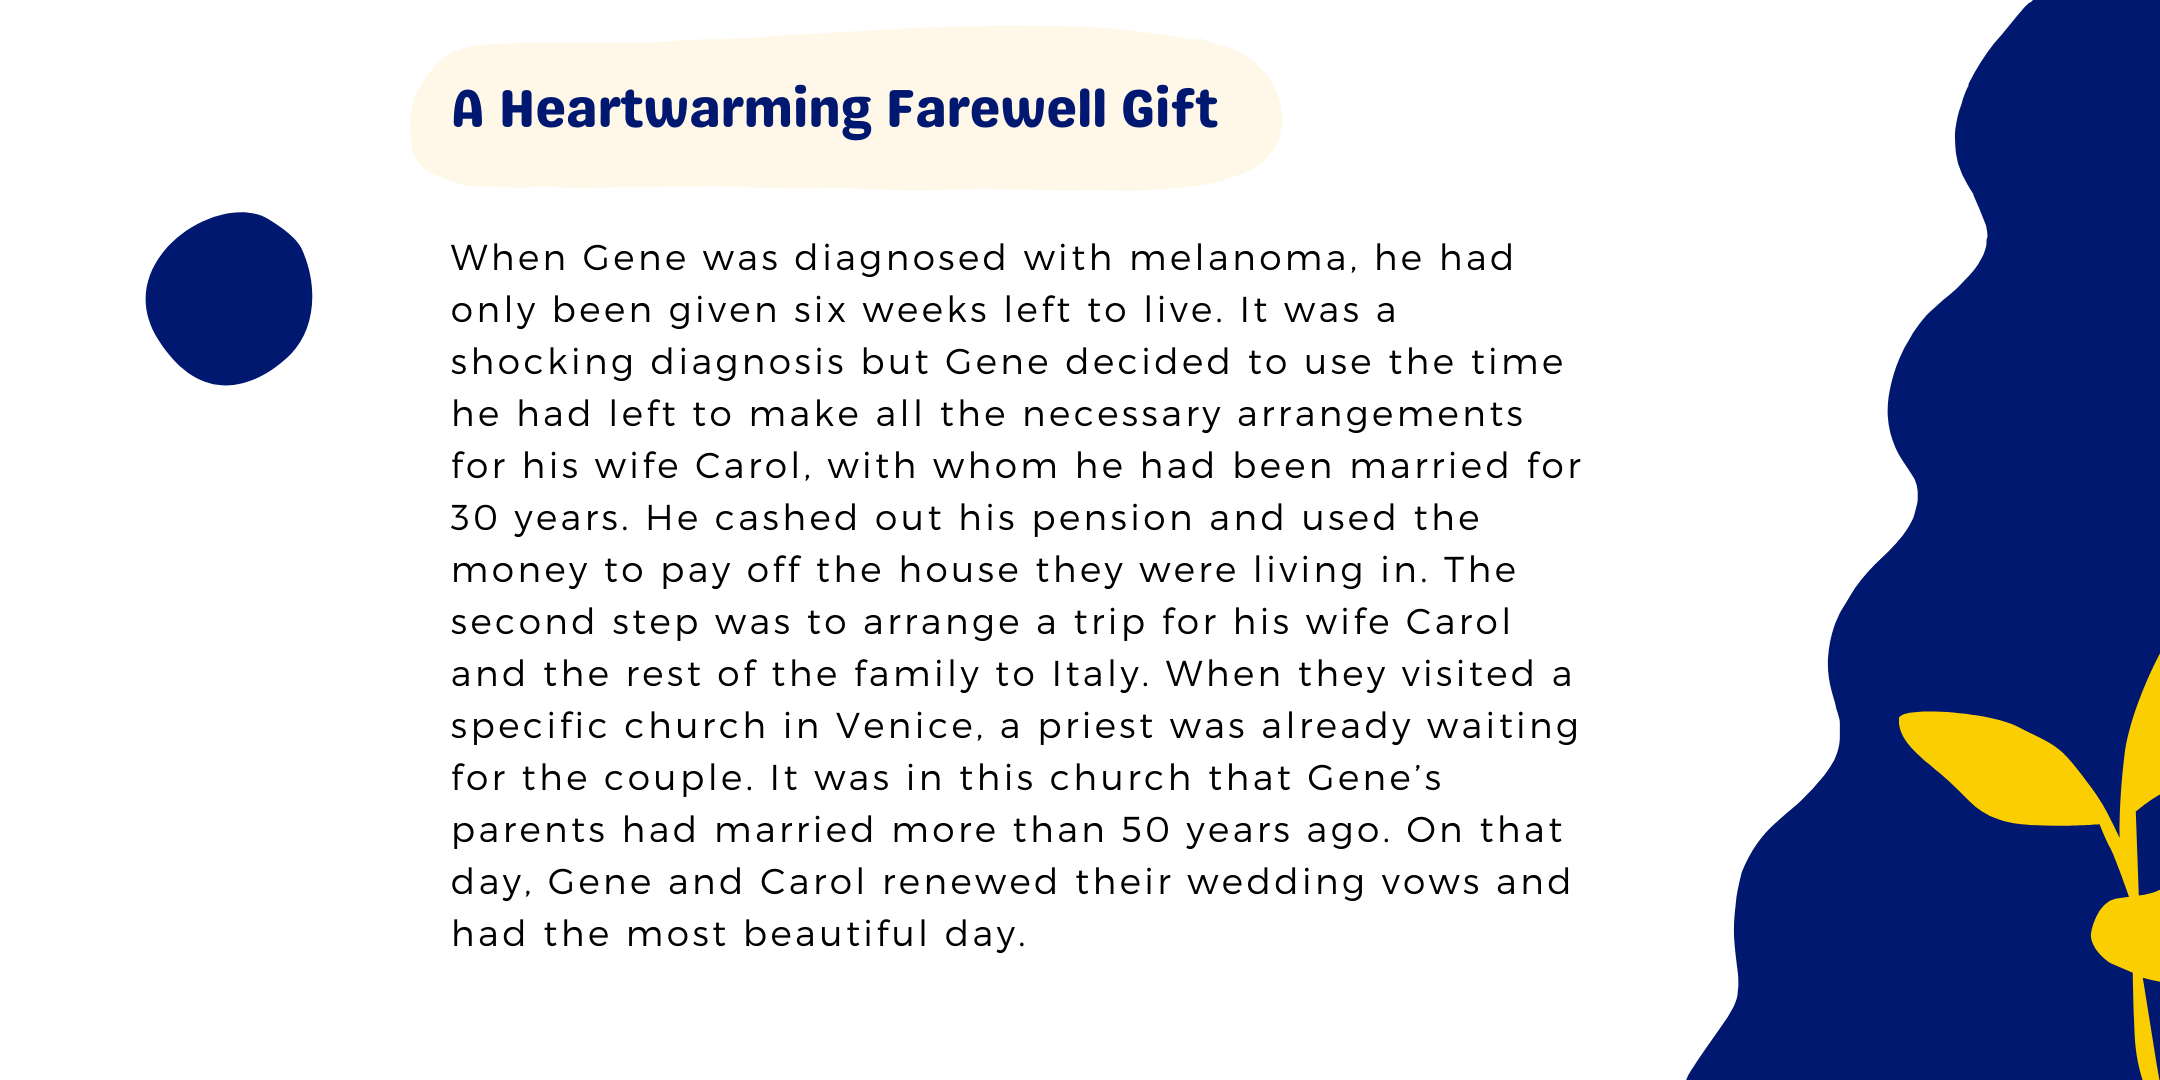 A Heartwarming Farewell Gift
When Gene was diagnosed with melanoma, he had
only been given six weeks left to live. It was a
shocking diagnosis but Gene decided to use the time
he had left to make all the necessary arrangements
for his wife Carol, with whom he had been married for
30 years. He cashed out his pension and used the
money to pay off the house they were living in. The
second step was to arrange a trip for his wife Carol
and the rest of the family to Italy. When they visited a
specific church in Venice, a priest was already waiting
for the couple. It was in this church that Gene’s
parents had married more than 50 years ago. On that
day, Gene and Carol renewed their wedding vows and
had the most beautiful day.